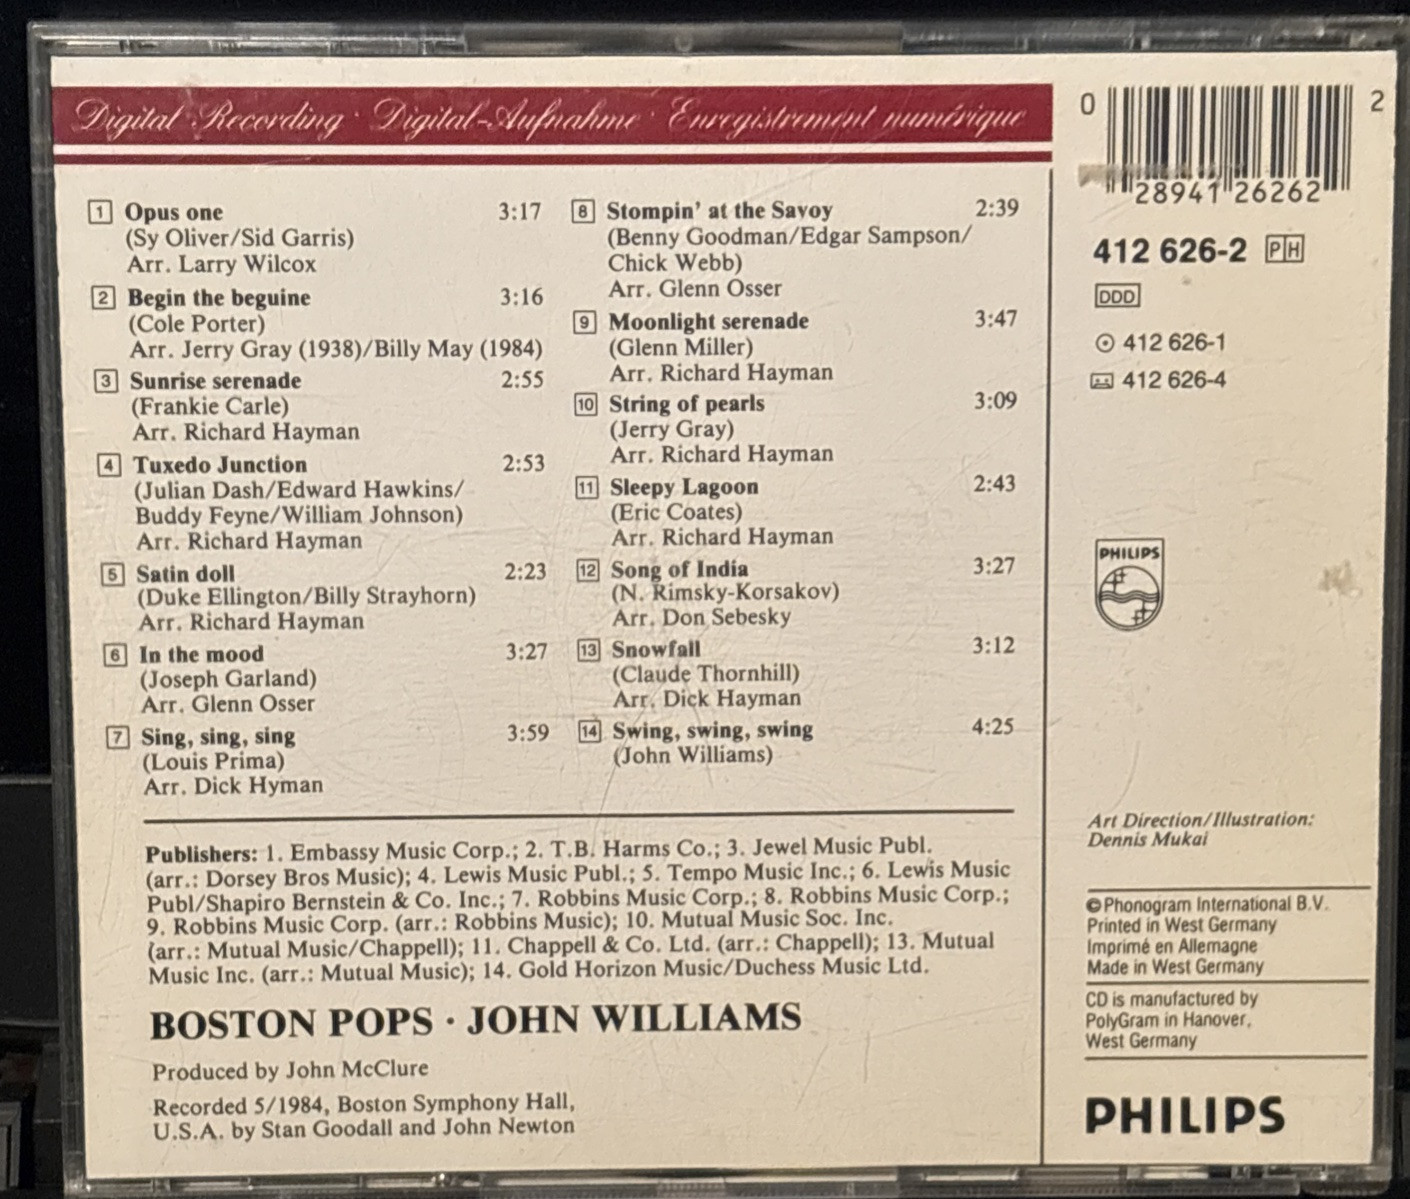 Digital Recording · Digital-Aufnahme · Enregistrement numérique
1 Opus one 3:17
(Sy Oliver/Sid Garris)
Arr. Larry Wilcox
2 Begin the beguine 3:16
(Cole Porter)
Arr. Jerry Gray (1938)/Billy May (1984)
3 Sunrise serenade 2:55
(Frankie Carle)
Arr. Richard Hayman
4 Tuxedo Junction 2:53
(Julian Dash/Edward Hawkins/
Buddy Feyne/William Johnson)
Arr. Richard Hayman
5 Satin doll 2:23
(Duke Ellington/Billy Strayhorn)
Arr. Richard Hayman
6 In the mood 3:27
(Joseph Garland)
Arr. Glenn Osser
7 Sing, sing, sing 3:59
(Louis Prima)
Arr. Dick Hyman
8 Stompin' at the Savoy 2:39
(Benny Goodman/Edgar Sampson/
Chick Webb)
Arr. Glenn Osser
9 Moonlight serenade 3:47
(Glenn Miller)
Arr. Richard Hayman
10 String of pearls 3:09
(Jerry Gray)
Arr. Richard Hayman
11 Sleepy Lagoon 2:43
(Eric Coates)
Arr. Richard Hayman
12 Song of India 3:27
(N. Rimsky-Korsakov)
Arr. Don Sebesky
13 Snowfall 3:12
(Claude Thornhill)
Arr. Dick Hayman
14 Swing, swing, swing 4:25
(John Williams)
Publishers: 1. Embassy Music Corp.; 2. T.B. Harms Co.; 3. Jewel Music Publ.
(arr.: Dorsey Bros Music); 4. Lewis Music Publ.; 5. Tempo Music Inc.; 6. Lewis Music
Publ/Shapiro Bernstein & Co. Inc.; 7. Robbins Music Corp.; 8. Robbins Music Corp.;
9. Robbins Music Corp. (arr.: Robbins Music); 10. Mutual Music Soc. Inc.
(arr.: Mutual Music/Chappell); 11. Chappell & Co. Ltd. (arr.: Chappell); 13. Mutual
Music Inc. (arr.: Mutual Music); 14. Gold Horizon Music/Duchess Music Ltd.
BOSTON POPS · JOHN WILLIAMS
Produced by John McClure
Recorded 5/1984, Boston Symphony Hall,
U.S.A. by Stan Goodall and John Newton
0 28941 26262 2
412 626-2 PH
DDD
412 626-1
412 626-4
PHILIPS
Art Direction/Illustration:
Dennis Mukai
© Phonogram International B.V.
Printed in West Germany
Imprimé en Allemagne
Made in West Germany
CD is manufactured by
PolyGram in Hanover,
West Germany
PHILIPS